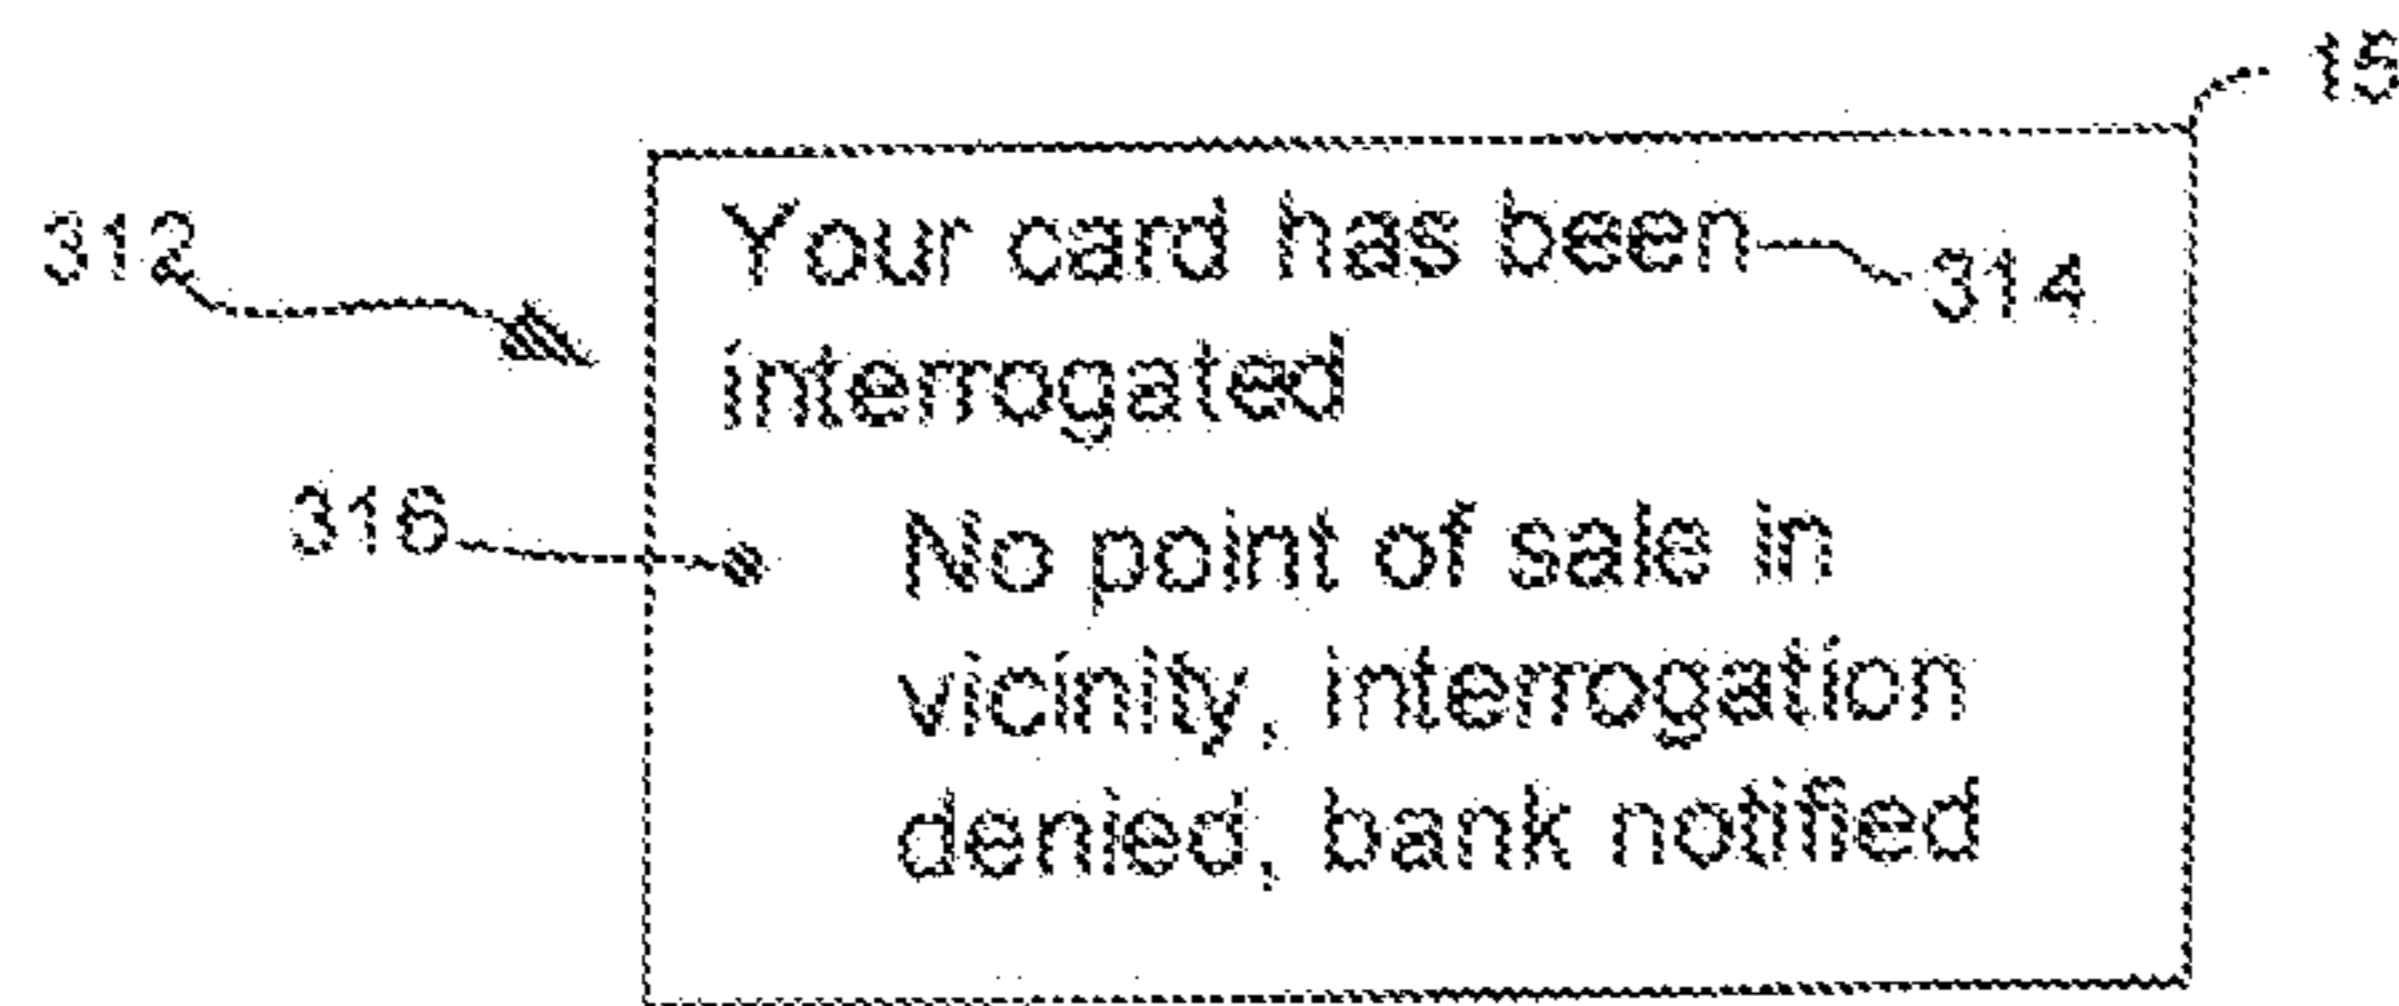 15
312
Your card has been
314
interrogated
316
No point of sale in
vicinity, interrogation
denied, bank notified